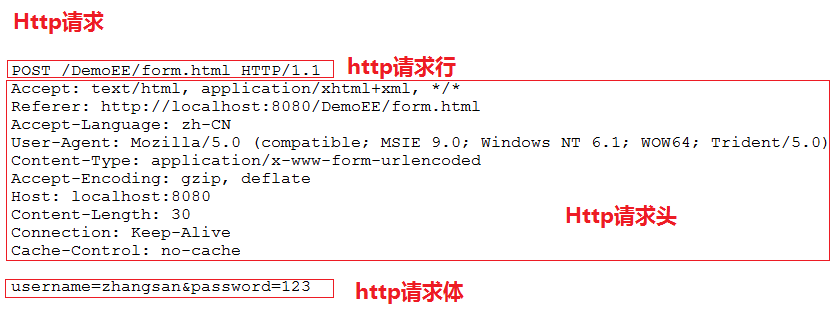 Http请求
POST /DemoEE/form.html HTTP/1.1 http请求行
Accept: text/html, application/xhtml+xml, */*
Referer: http://localhost:8080/DemoEE/form.html
Accept-Language: zh-CN
User-Agent: Mozilla/5.0 (compatible; MSIE 9.0; Windows NT 6.1; WOW64; Trident/5.0)
Content-Type: application/x-www-form-urlencoded
Accept-Encoding: gzip, deflate
Host: localhost:8080
Content-Length: 30 Http请求头
Connection: Keep-Alive
Cache-Control: no-cache
username=zhangsan&password=123 http请求体